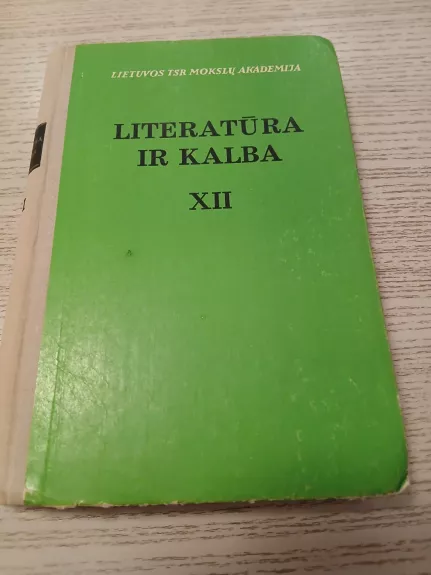 LIETUVOS TSR MOKSLŲ AKADEMIJA
LITERATŪRA
IR KALBA
XII